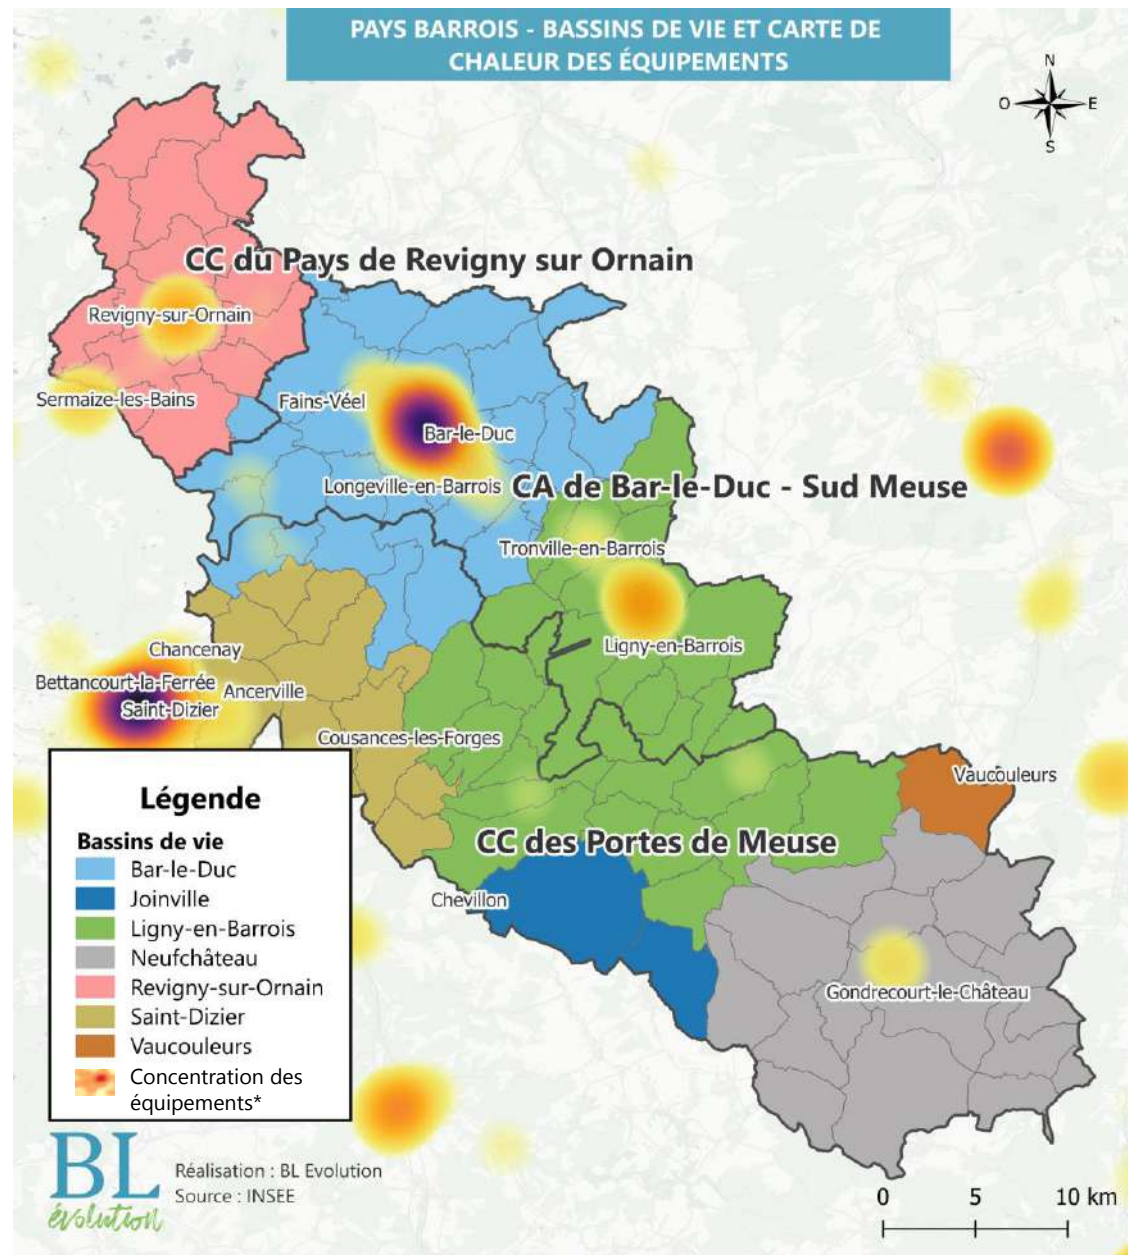 PAYS BARROIS - BASSINS DE VIE ET CARTE DE
CHALEUR DES ÉQUIPEMENTS
N
O
E
S
CC du Pays de Revigny sur Ornain
Revigny-sur-Ornain
Sermaize-les-Bains
Fains-Véel
Bar-le-Duc
Longeville-en-Barrois
CA de Bar-le-Duc - Sud Meuse
Tronville-en-Barrois
Ligny-en-Barrois
Chancenay
Bettancourt-la-Ferrée
Ancerville
Saint-Dizier
Cousances-les-Forges
Vaucouleurs
CC des Portes de Meuse
Chevillon
Gondrecourt-le-Château
Légende
Bassins de vie
Bar-le-Duc
Joinville
Ligny-en-Barrois
Neufchâteau
Revigny-sur-Ornain
Saint-Dizier
Vaucouleurs
Concentration des
équipements*
BL
évolution
Réalisation : BL Evolution
Source : INSEE
0 5 10 km